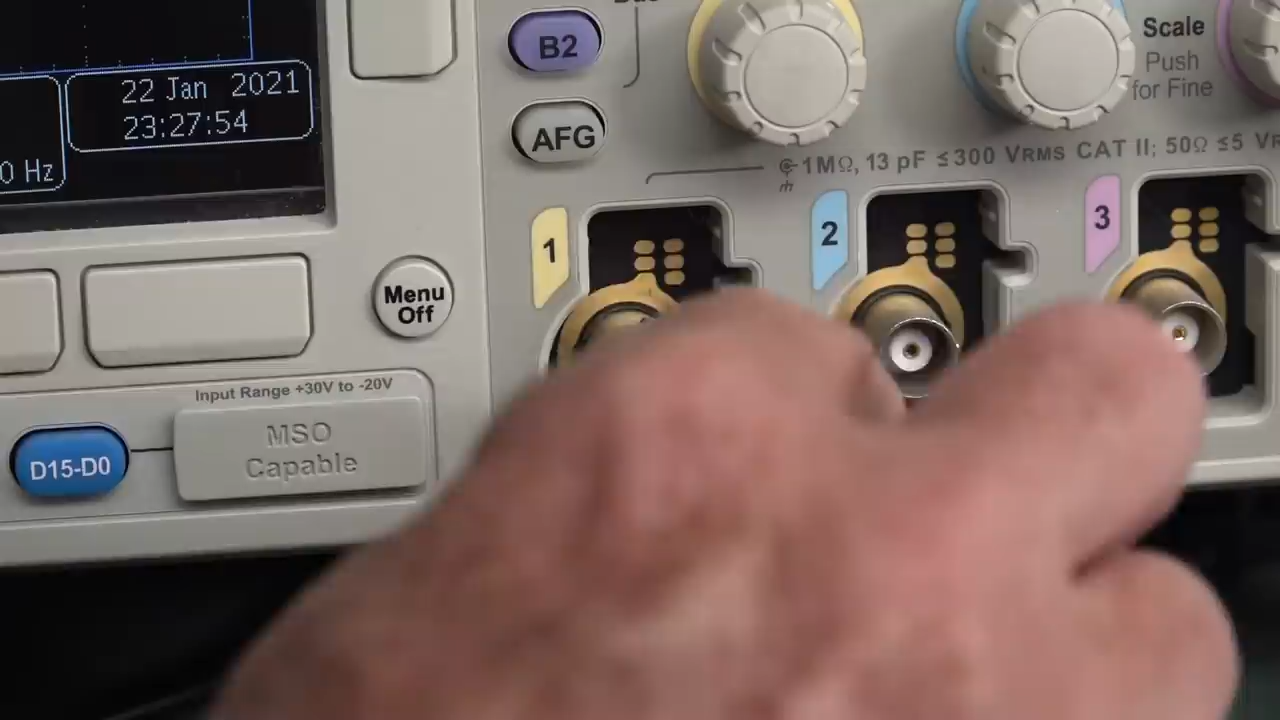 B2
22 Jan 2021
23:27:54
0 Hz
AFG
Scale
Push
for Fine
1MΩ, 13 pF ≤300 VRMS CAT II; 50Ω ≤5
1
2
3
Menu
Off
Input Range +30V to -20V
D15-D0
MSO
Capable